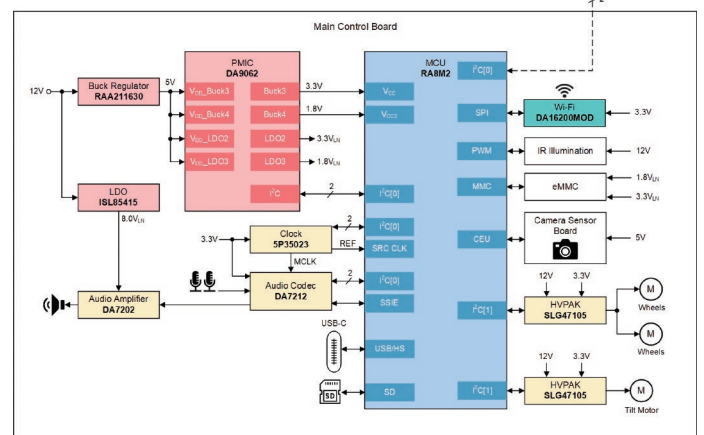 2
Main Control Board
12V
Buck Regulator
RAA211630
5V
PMIC
DA9062
VDD_Buck3
VDD_Buck4
VDD_LDO2
VDD_LDO3
Buck3
Buck4
LDO2
LDO3
I²C
3.3V
1.8V
3.3VLN
1.8VLN
2
LDO
ISL85415
8.0VLN
Audio Amplifier
DA7202
3.3V
Clock
5P35023
2
REF
MCLK
Audio Codec
DA7212
2
USB-C
SD
MCU
RA8M2
I²C[0]
SPI
PWM
MMC
CEU
I²C[1]
I²C[1]
VCC
I²C[0]
I²C[0]
SRC CLK
I²C[0]
SSIE
USB/HS
SD
Wi-Fi
DA16200MOD
3.3V
IR Illumination
12V
eMMC
1.8VLN
3.3VLN
Camera Sensor
Board
5V
12V
3.3V
HVPAK
SLG47105
M
Wheels
M
Wheels
12V
3.3V
HVPAK
SLG47105
M
Tilt Motor